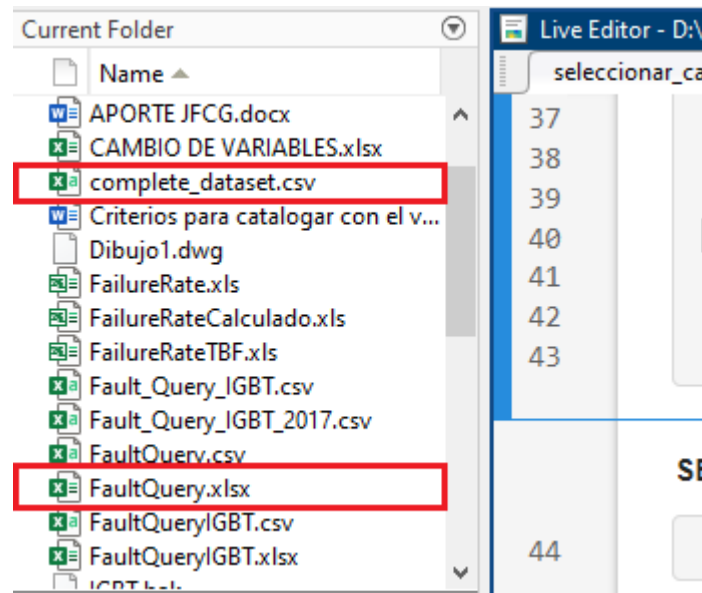 Current Folder
Name
APORTE JFCG.docx
CAMBIO DE VARIABLES.xlsx
complete_dataset.csv
Criterios para catalogar con el v...
Dibujo1.dwg
FailureRate.xls
FailureRateCalculado.xls
FailureRateTBF.xls
Fault_Query_IGBT.csv
Fault_Query_IGBT_2017.csv
FaultQuery.csv
FaultQuery.xlsx
FaultQueryIGBT.csv
FaultQueryIGBT.xlsx
Live Editor - D:\
seleccionar_ca
37
38
39
40
41
42
43
SE
44